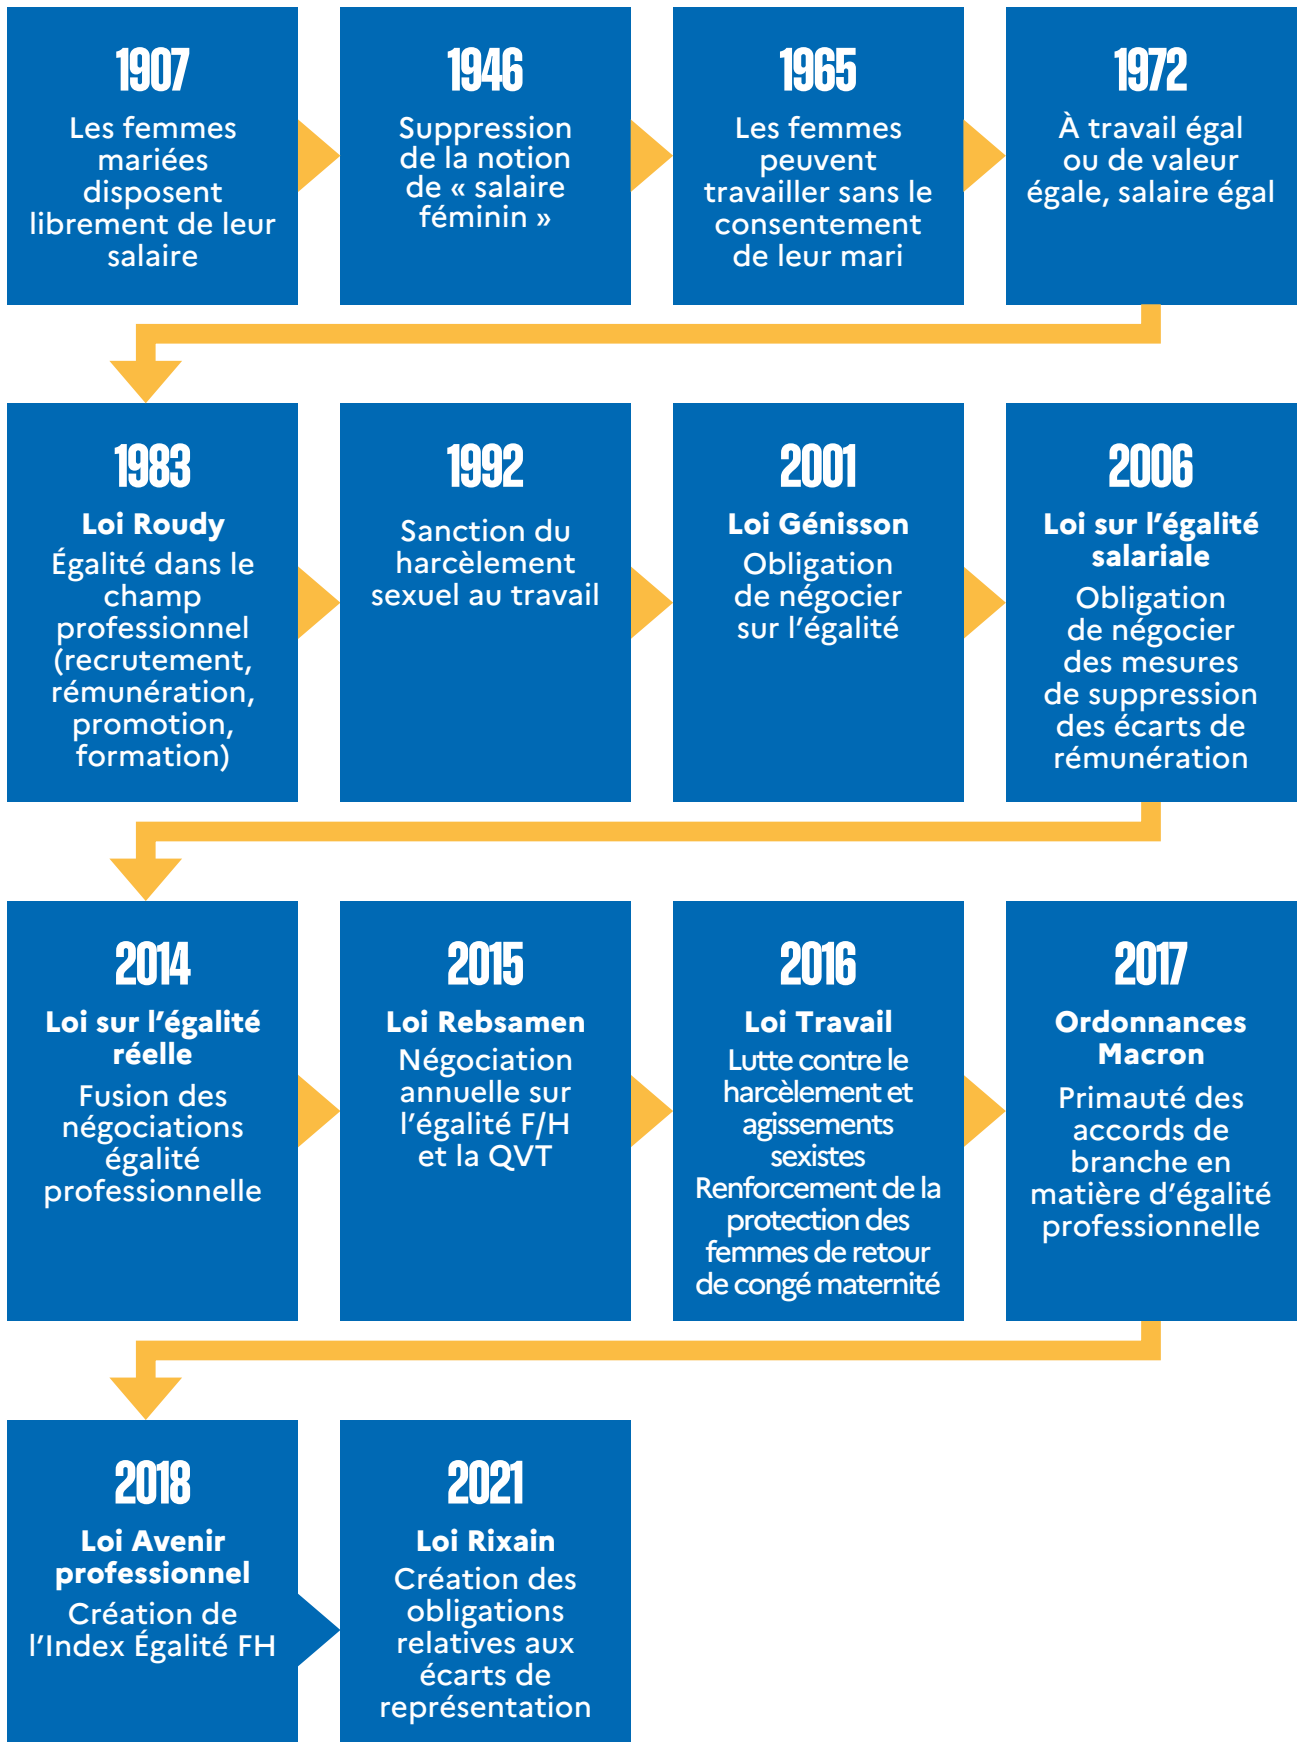 1907
Les femmes
mariées
disposent
librement de leur
salaire
1946
Suppression
de la notion
de « salaire
féminin »
1965
Les femmes
peuvent
travailler sans le
consentement
de leur mari
1972
À travail égal
ou de valeur
égale, salaire égal
1983
Loi Roudy
Égalité dans le
champ
professionnel
(recrutement,
rémunération,
promotion,
formation)
1992
Sanction du
harcèlement
sexuel au travail
2001
Loi Génisson
Obligation
de négocier
sur l’égalité
2006
Loi sur l’égalité
salariale
Obligation
de négocier
des mesures
de suppression
des écarts de
rémunération
2014
Loi sur l’égalité
réelle
Fusion des
négociations
égalité
professionnelle
2015
Loi Rebsamen
Négociation
annuelle sur
l’égalité F/H
et la QVT
2016
Loi Travail
Lutte contre le
harcèlement et
agissements
sexistes
Renforcement de la
protection des
femmes de retour
de congé maternité
2017
Ordonnances
Macron
Primauté des
accords de
branche en
matière d’égalité
professionnelle
2018
Loi Avenir
professionnel
Création de
l’Index Égalité FH
2021
Loi Rixain
Création des
obligations
relatives aux
écarts de
représentation